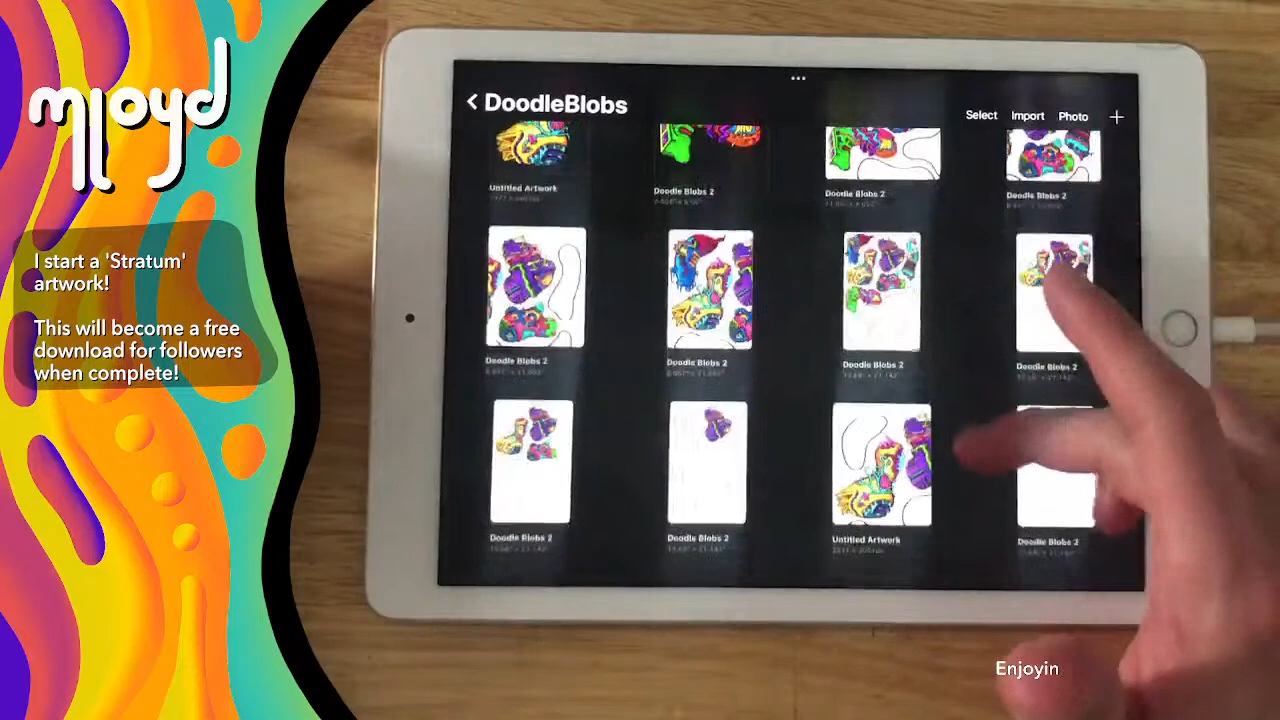 mlloyd
I start a 'Stratum'
artwork!
This will become a free
download for followers
when complete!
DoodleBlobs
Select Import Photo
Untitled Artwork
Doodle Blobs 2
Doodle Blobs 2
Doodle Blobs 2
Doodle Blobs 2
Doodle Blobs 2
Doodle Blobs 2
Doodle Blobs 2
Doodle Blobs 2
Doodle Blobs 2
Untitled Artwork
Doodle Blobs 2
Enjoyin